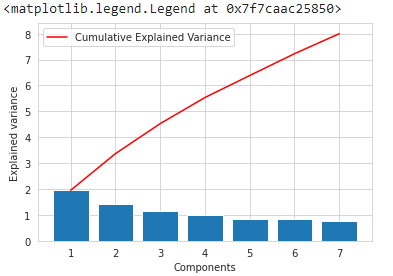 <matplotlib.legend.Legend at 0x7f7caac25850>
8
Cumulative Explained Variance
7
6
5
4
3
2
1
0
Explained variance
1 2 3 4 5 6 7
Components